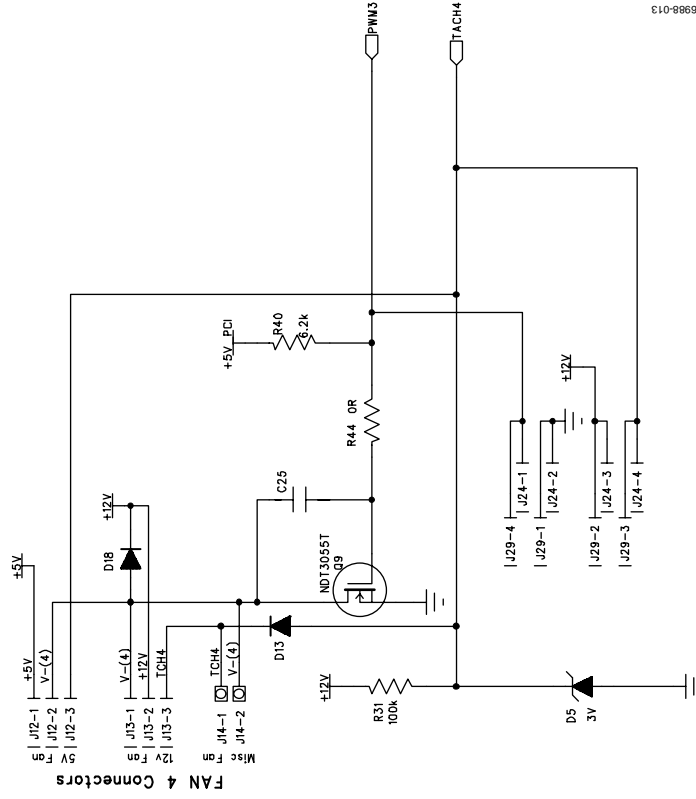 6988-013
PWM3
TACH4
+5V_PCI
R40
6.2k
R44 0R
C25
+12V
D18
+5V
NDT3055T
Q9
+12V
J24-1
J29-4
J24-2
J29-1
J24-3
J29-2
J24-4
J29-3
D13
+12V
R31
100k
D5
3V
+5V
V-(4)
J12-1
J12-2
J12-3
5V Fan
V-(4)
+12V
TCH4
J13-1
J13-2
J13-3
12v Fan
TCH4
V-(4)
J14-1
J14-2
Misc Fan
FAN 4 Connectors